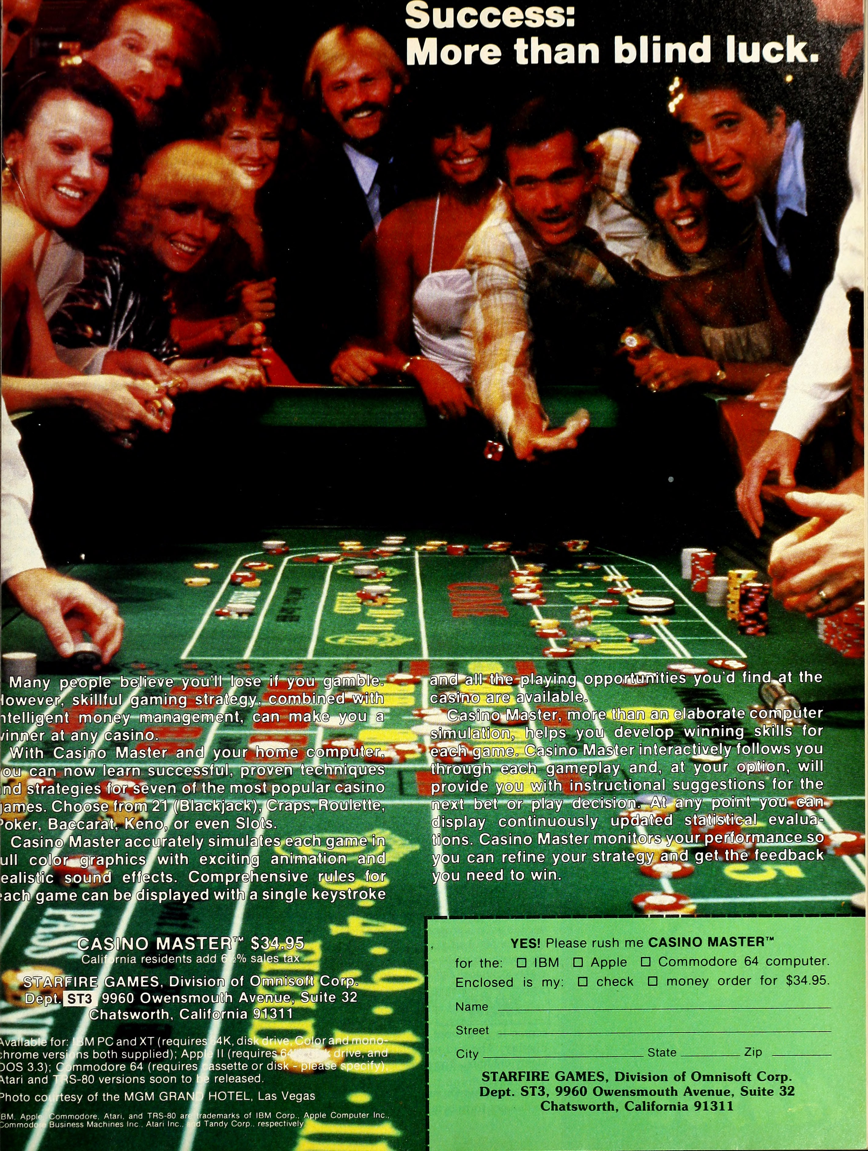 Success:
More than blind luck.
Many people believe you'll lose if you gamble.
However, skillful gaming strategy, combined with
ntelligent money management, can make you a
winner at any casino.
With Casino Master and your home computer,
ou can now learn successful, proven techniques
nd strategies for seven of the most popular casino
games. Choose from 21 (Blackjack), Craps, Roulette,
Poker, Baccarat, Keno, or even Slots.
Casino Master accurately simulates each game in
ull color graphics with exciting animation and
ealistic sound effects. Comprehensive rules for
each game can be displayed with a single keystroke
and all the playing opportunities you'd find at the
casino are available.
Casino Master, more than an elaborate computer
simulation, helps you develop winning skills for
each game. Casino Master interactively follows you
through each gameplay and, at your option, will
provide you with instructional suggestions for the
next bet or play decision. At any point you can
display continuously updated statistical evalua-
tions. Casino Master monitors your performance so
you can refine your strategy and get the feedback
you need to win.
COME
FIELD
PASS
4·9·10
5
CASINO MASTER™ $34.95
California residents add 6 % sales tax
STARFIRE GAMES, Division of Omnisoft Corp.
Dept. ST3 9960 Owensmouth Avenue, Suite 32
Chatsworth, California 91311
Available for: IBM PC and XT (requires 64K, disk drive, Color and mono-
chrome versions both supplied); Apple II (requires 64K, disk drive, and
DOS 3.3); Commodore 64 (requires cassette or disk - please specify).
Atari and TRS-80 versions soon to be released.
Photo courtesy of the MGM GRAND HOTEL, Las Vegas
IBM, Apple, Commodore, Atari, and TRS-80 are trademarks of IBM Corp., Apple Computer Inc.,
Commodore Business Machines Inc., Atari Inc., and Tandy Corp., respectively
YES! Please rush me CASINO MASTER™
for the: □ IBM □ Apple □ Commodore 64 computer.
Enclosed is my: □ check □ money order for $34.95.
Name
Street
City State Zip
STARFIRE GAMES, Division of Omnisoft Corp.
Dept. ST3, 9960 Owensmouth Avenue, Suite 32
Chatsworth, California 91311